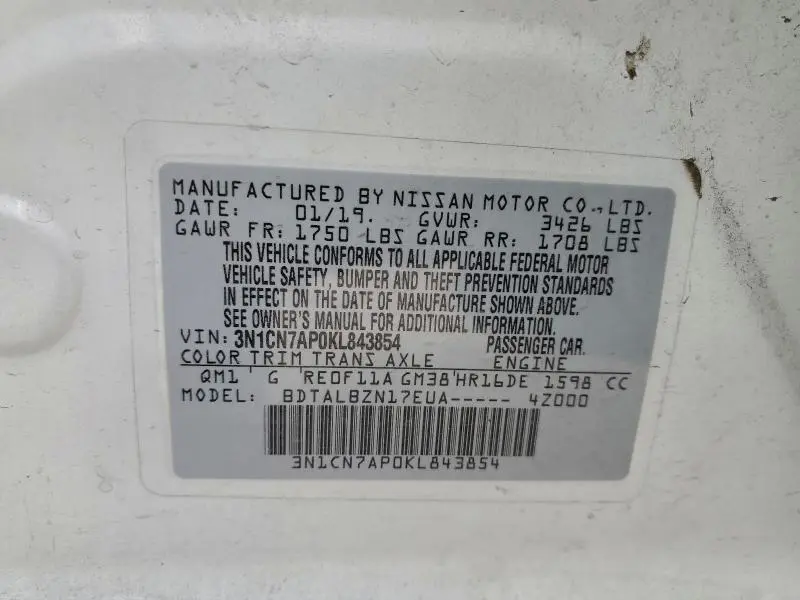 MANUFACTURED BY NISSAN MOTOR CO.,LTD.
DATE: 01/19. GVWR: 3426 LBS
GAWR FR: 1750 LBS GAWR RR: 1708 LBS
THIS VEHICLE CONFORMS TO ALL APPLICABLE FEDERAL MOTOR
VEHICLE SAFETY, BUMPER AND THEFT PREVENTION STANDARDS
IN EFFECT ON THE DATE OF MANUFACTURE SHOWN ABOVE.
SEE OWNER'S MANUAL FOR ADDITIONAL INFORMATION.
VIN: 3N1CN7AP0KL843854 PASSENGER CAR.
COLOR TRIM TRANS AXLE ENGINE
QM1 G RE0F11A GM38 HR16DE 1598 CC
MODEL: BDTALBZN17EUA----- 4Z000
3N1CN7AP0KL843854